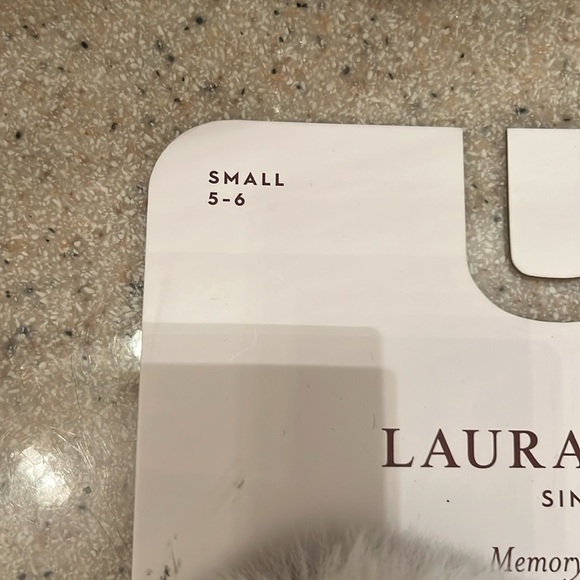 SMALL
5-6
LAURA
SIN
Memory